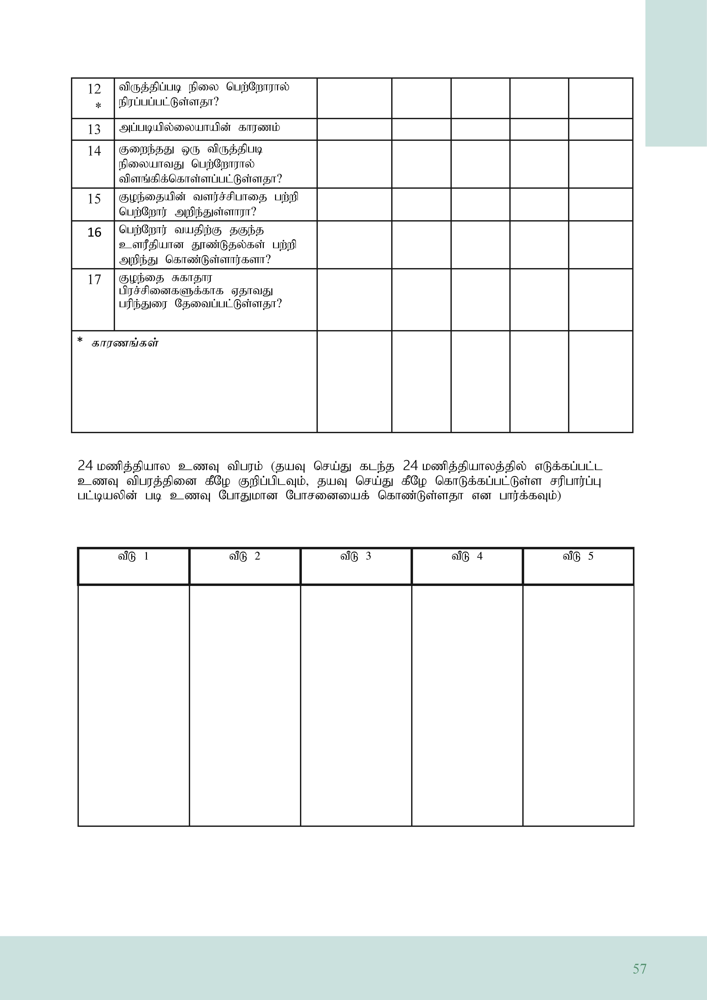 12 விருத்திப்படி நிலை பெற்றோரால்
* நிரப்பப்பட்டுள்ளதா?
13 அப்படியில்லையாயின் காரணம்
14 குறைந்தது ஒரு விருத்திபடி
நிலையாவது பெற்றோரால்
விளங்கிக்கொள்ளப்பட்டுள்ளதா?
15 குழந்தையின் வளர்ச்சிபாதை பற்றி
பெற்றோர் அறிந்துள்ளாரா?
16 பெற்றோர் வயதிற்கு தகுந்த
உளரீதியான தூண்டுதல்கள் பற்றி
அறிந்து கொண்டுள்ளார்களா?
17 குழந்தை சுகாதார
பிரச்சினைகளுக்காக ஏதாவது
பரிந்துரை தேவைப்பட்டுள்ளதா?
* காரணங்கள்
24 மணித்தியால உணவு விபரம் (தயவு செய்து கடந்த 24 மணித்தியாலத்தில் எடுக்கப்பட்ட
உணவு விபரத்தினை கீழே குறிப்பிடவும், தயவு செய்து கீழே கொடுக்கப்பட்டுள்ள சரிபார்ப்பு
பட்டியலின் படி உணவு போதுமான போசனையைக் கொண்டுள்ளதா என பார்க்கவும்)
வீடு 1 வீடு 2 வீடு 3 வீடு 4 வீடு 5
57